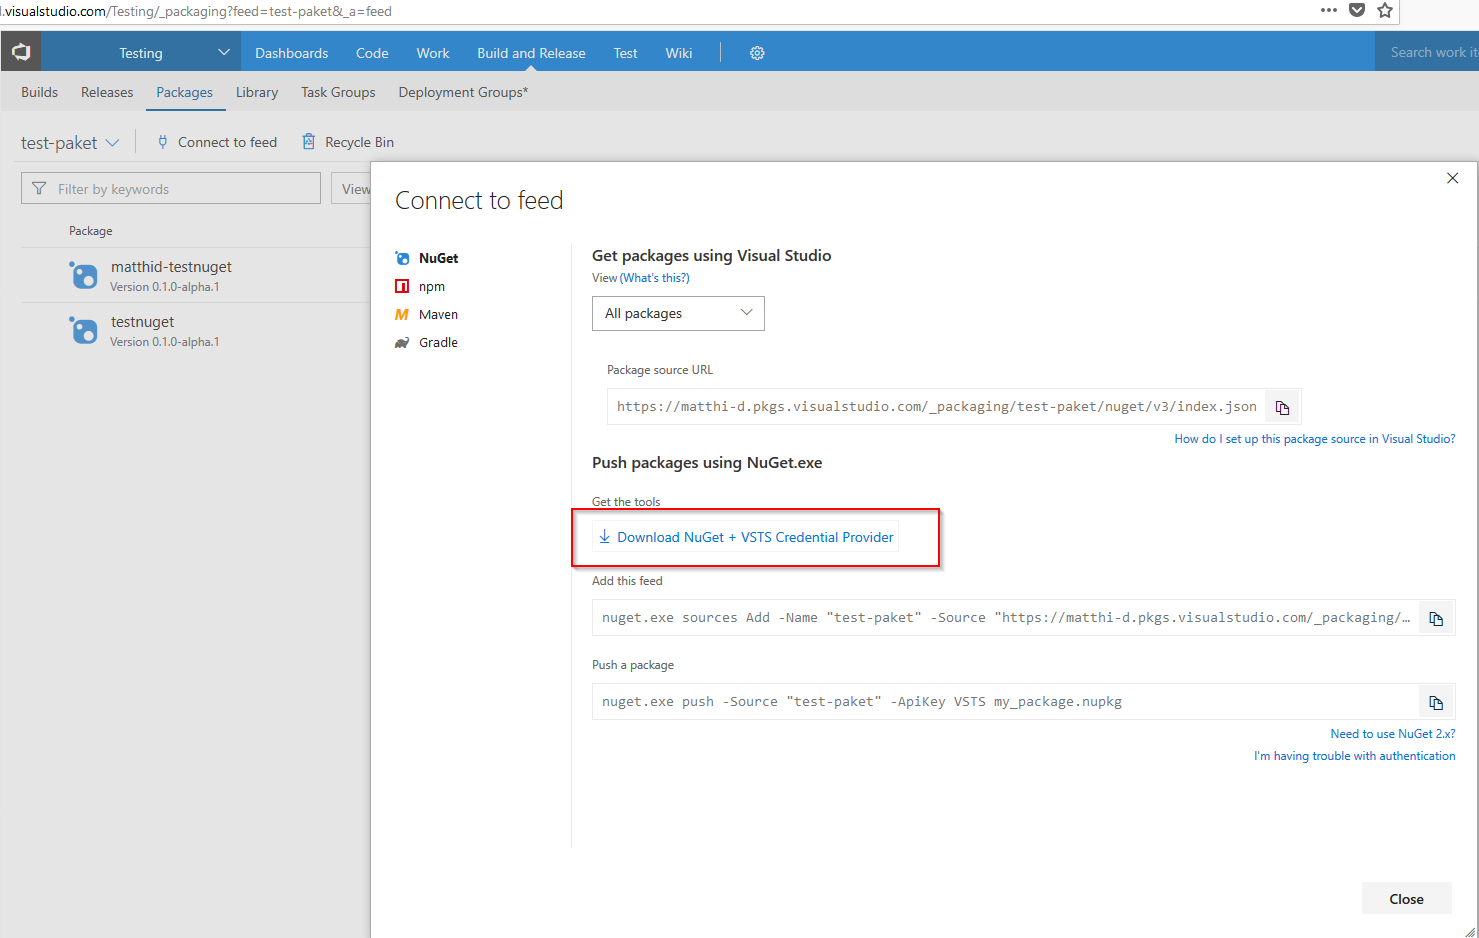 .visualstudio.com/Testing/_packaging?feed=test-paket&_a=feed
Testing Dashboards Code Work Build and Release Test Wiki Search work it
Builds Releases Packages Library Task Groups Deployment Groups*
test-paket Connect to feed Recycle Bin
Filter by keywords View
Package
matthid-testnuget
Version 0.1.0-alpha.1
testnuget
Version 0.1.0-alpha.1
Connect to feed
NuGet
npm
Maven
Gradle
Get packages using Visual Studio
View (What's this?)
All packages
Package source URL
https://matthi-d.pkgs.visualstudio.com/_packaging/test-paket/nuget/v3/index.json
How do I set up this package source in Visual Studio?
Push packages using NuGet.exe
Get the tools
Download NuGet + VSTS Credential Provider
Add this feed
nuget.exe sources Add -Name "test-paket" -Source "https://matthi-d.pkgs.visualstudio.com/_packaging/…
Push a package
nuget.exe push -Source "test-paket" -ApiKey VSTS my_package.nupkg
Need to use NuGet 2.x?
I'm having trouble with authentication
Close